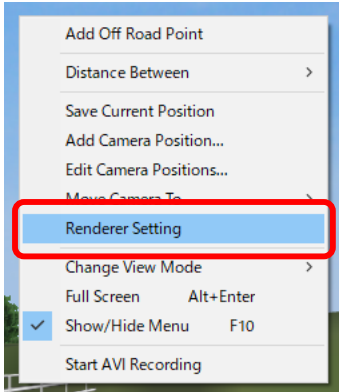 Add Off Road Point
Distance Between
Save Current Position
Add Camera Position...
Edit Camera Positions...
Move Camera To
Renderer Setting
Change View Mode
Full Screen Alt+Enter
Show/Hide Menu F10
Start AVI Recording